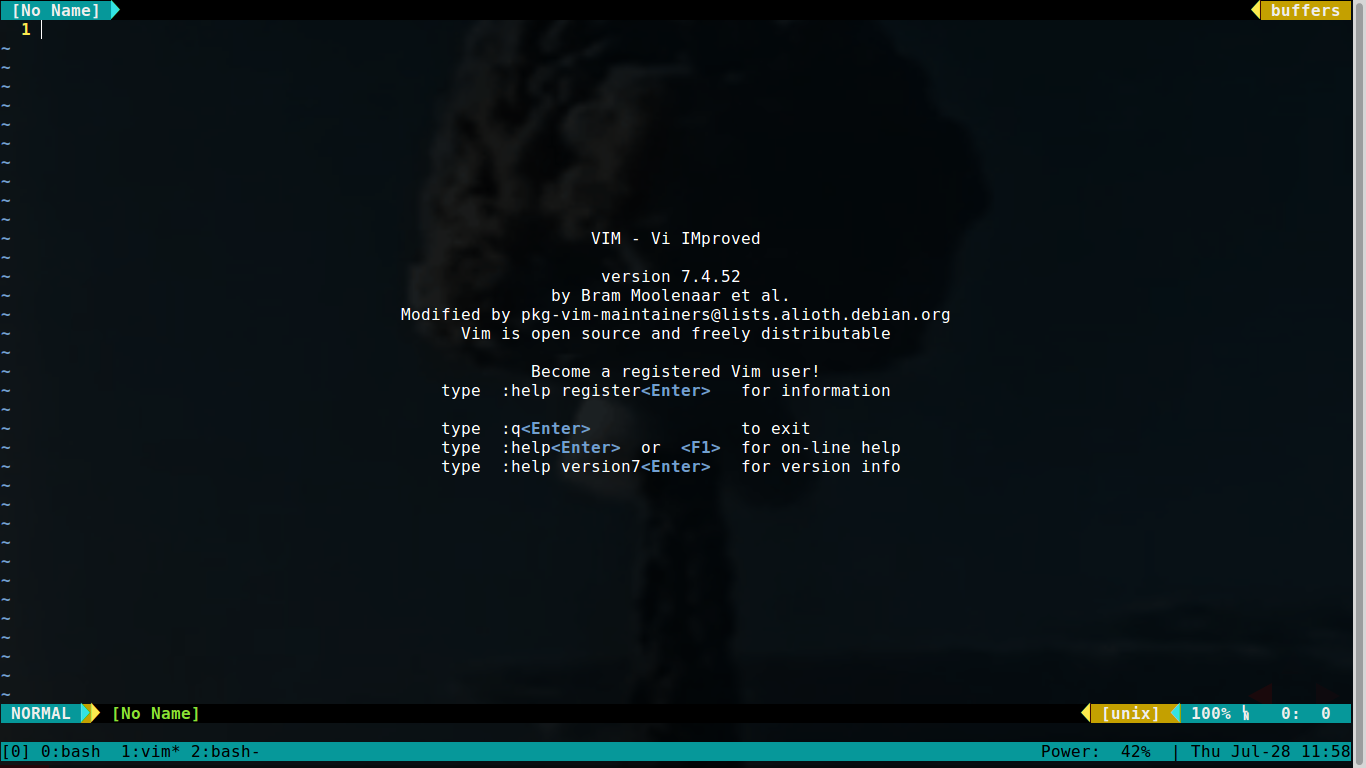 [No Name] buffers
1
~
~
~
~
~
~
~
~
~
~
~ VIM - Vi IMproved
~
~ version 7.4.52
~ by Bram Moolenaar et al.
~ Modified by pkg-vim-maintainers@lists.alioth.debian.org
~ Vim is open source and freely distributable
~
~ Become a registered Vim user!
~ type :help register<Enter> for information
~
~ type :q<Enter> to exit
~ type :help<Enter> or <F1> for on-line help
~ type :help version7<Enter> for version info
~
~
~
~
~
~
~
~
~
~
~
~
NORMAL [No Name] [unix] 100% 0: 0
[0] 0:bash 1:vim* 2:bash- Power: 42% | Thu Jul-28 11:58